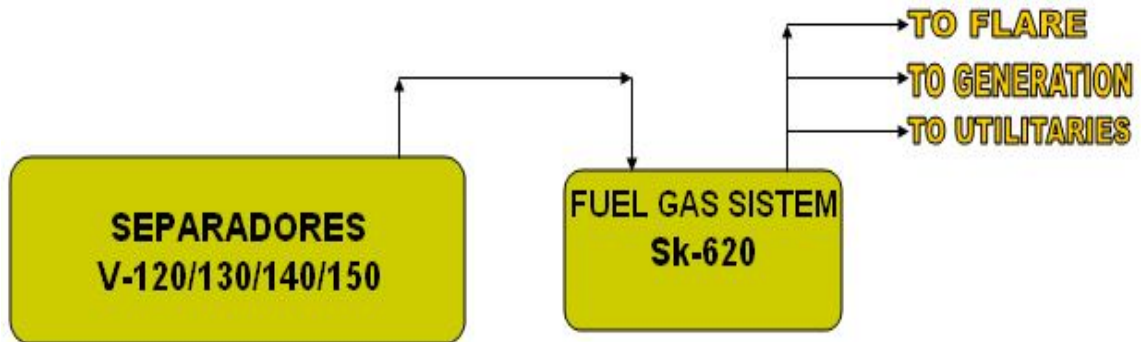 TO FLARE
TO GENERATION
TO UTILITARIES
SEPARADORES
V-120/130/140/150
FUEL GAS SISTEM
Sk-620